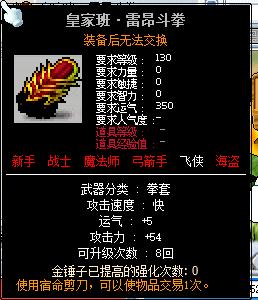 皇家班·雷昂斗拳
装备后无法交换
要求等级： 130
要求力量： 0
要求敏捷： 0
要求智力： 0
要求运气： 350
要求人气度： -
道具等级： -
道具经验值： -
新手 战士 魔法师 弓箭手 飞侠 海盗
武器分类 ： 拳套
攻击速度 ： 快
运气 ： +5
攻击力 ： +54
可升级次数 ： 8回
金锤子已提高的强化次数: 0
使用宿命剪刀，可以使物品交易1次。